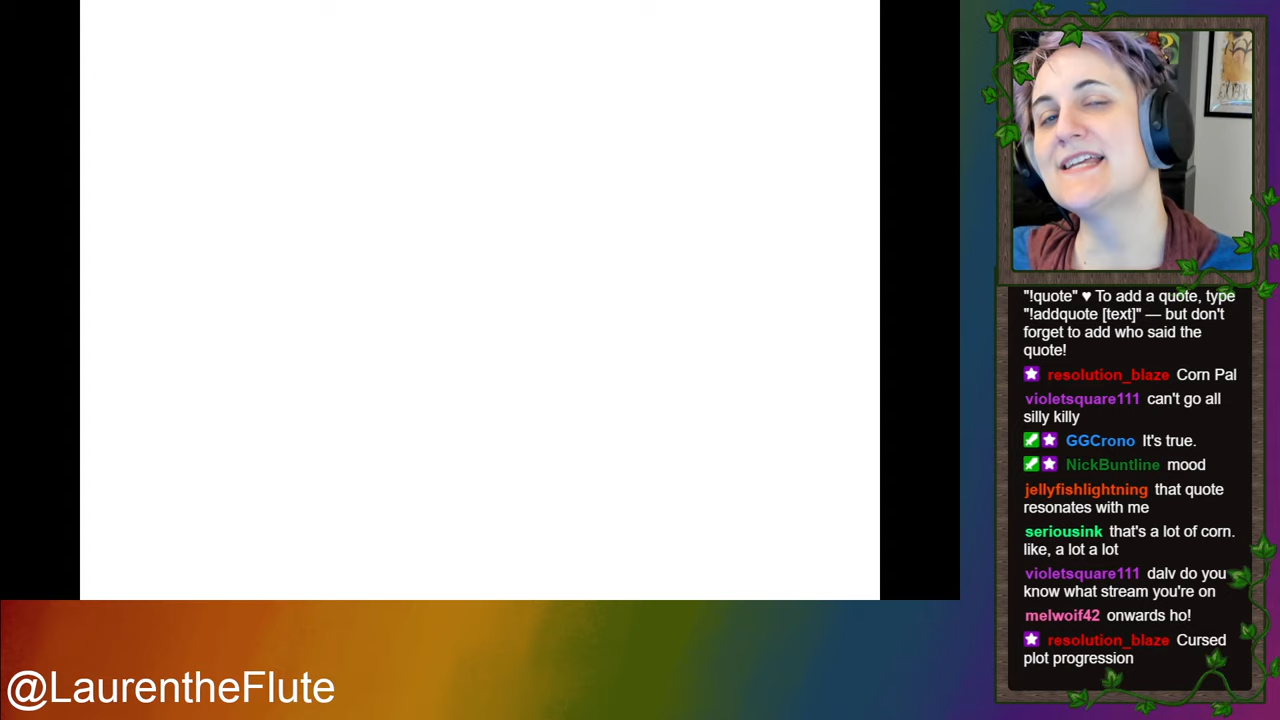 "!quote" ♥ To add a quote, type
"!addquote [text]" — but don't
forget to add who said the
quote!
resolution_blaze Corn Pal
violetsquare111 can't go all
silly killy
GGCrono It's true.
NickBuntline mood
jellyfishlightning that quote
resonates with me
seriousink that's a lot of corn.
like, a lot a lot
violetsquare111 dalv do you
know what stream you're on
melwoif42 onwards ho!
resolution_blaze Cursed
plot progression
@LaurentheFlute